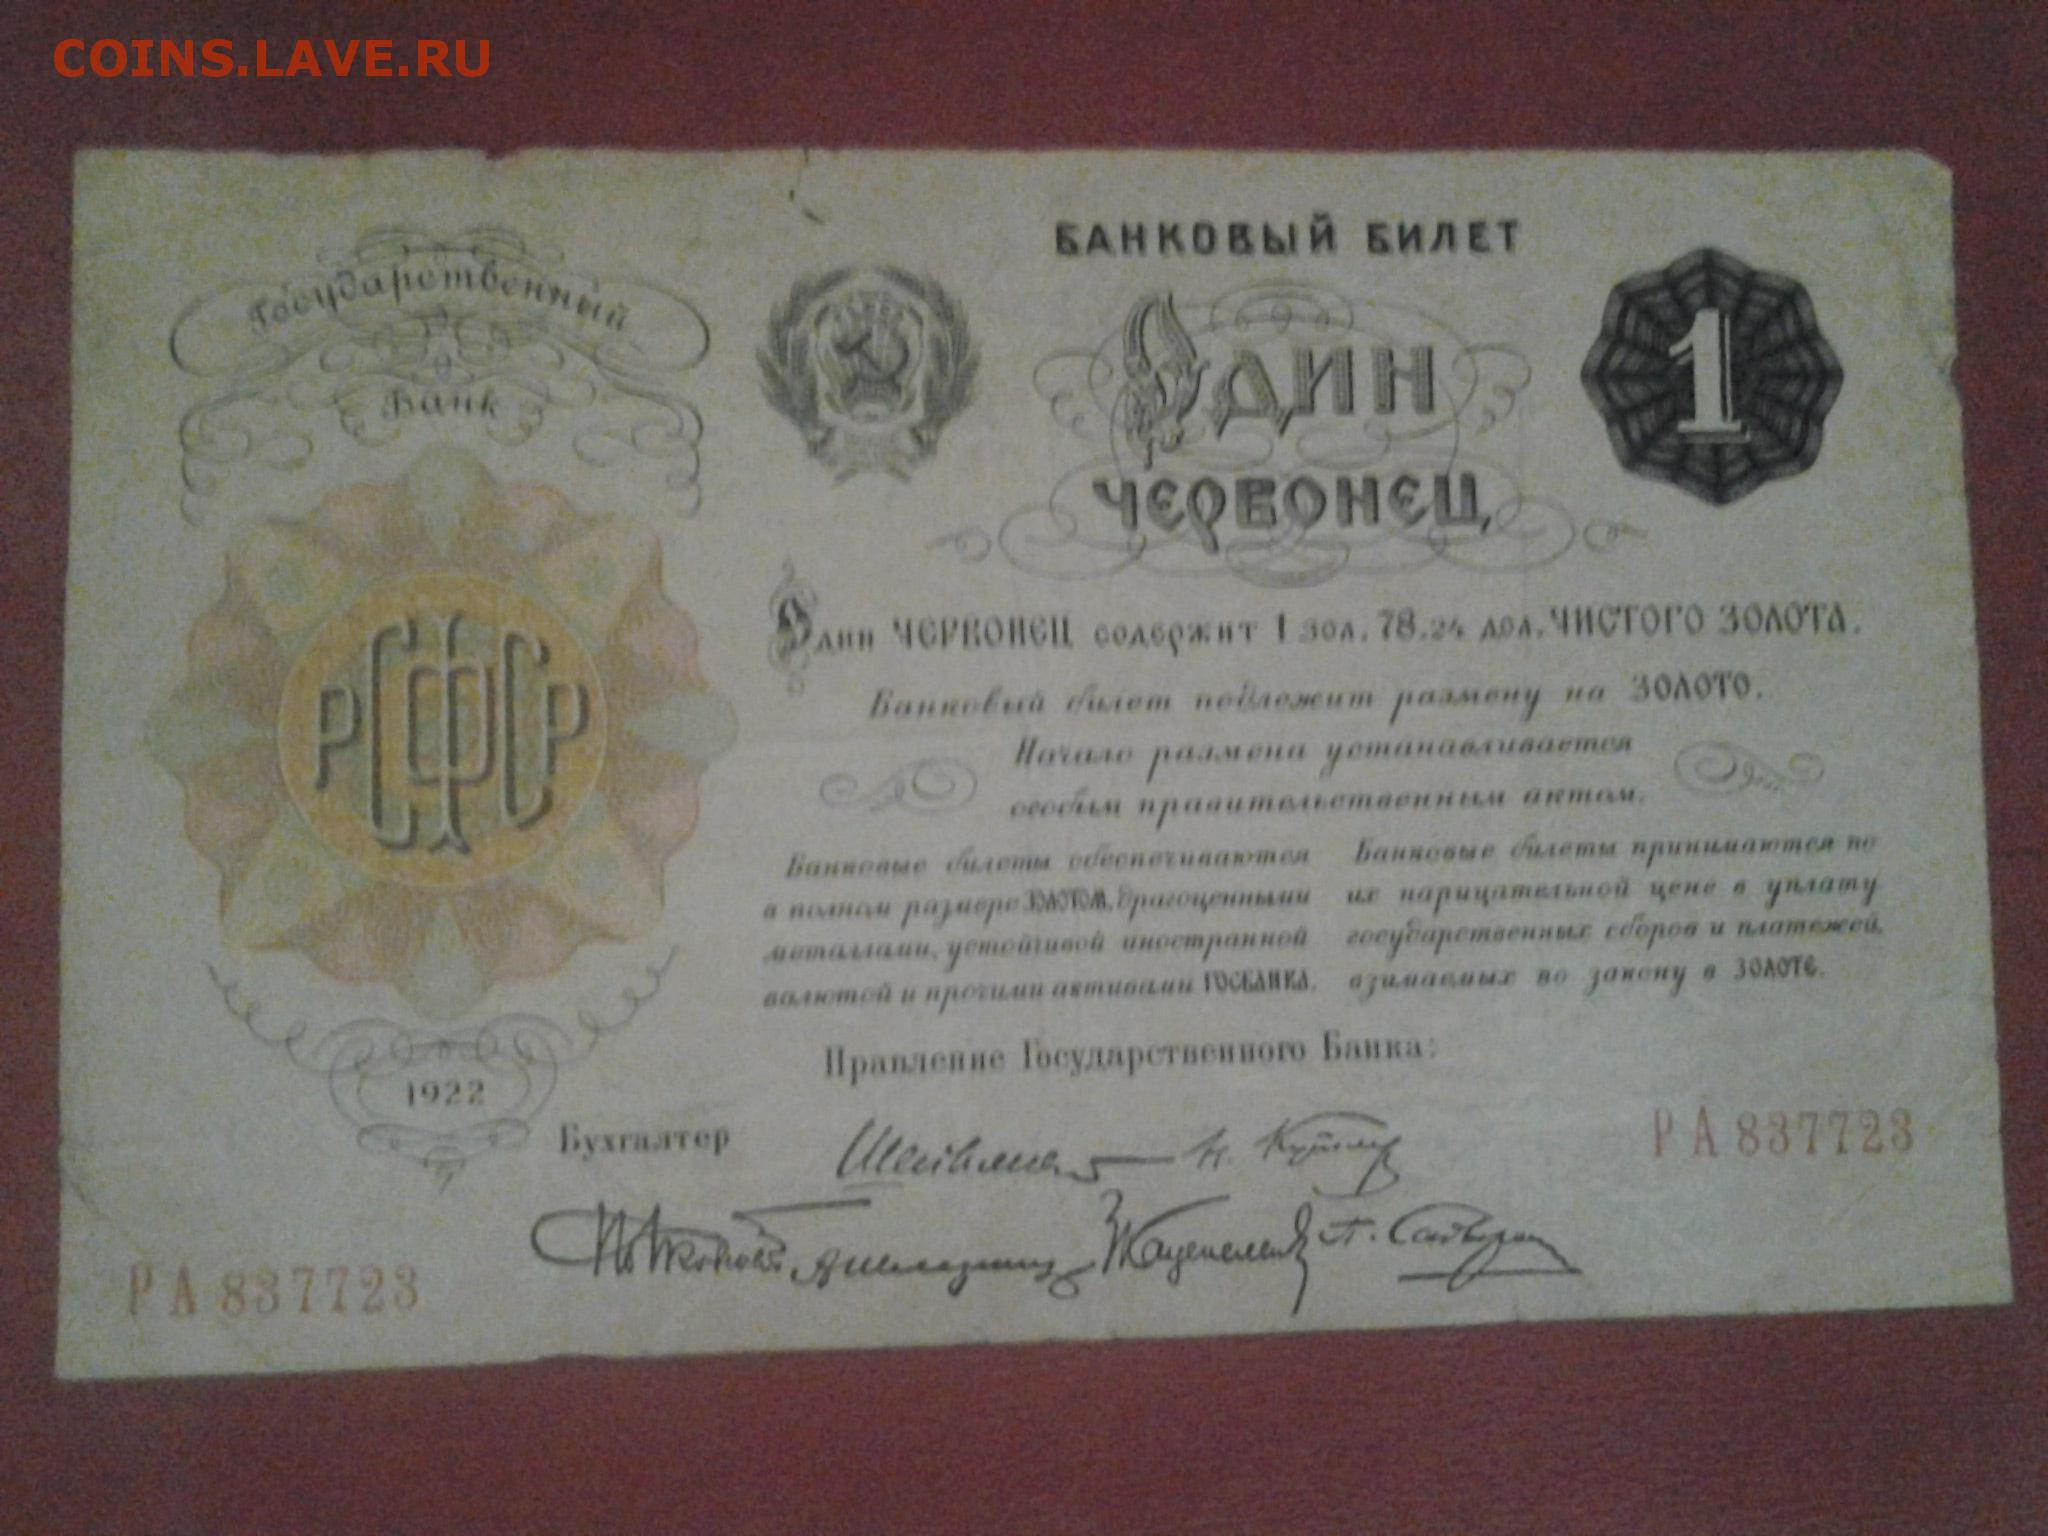 COINS.LAVE.RU
Государственный
Банк
БАНКОВЫЙ БИЛЕТ
Один
ЧЕРВОНЕЦ
1
Один ЧЕРВОНЕЦ содержит 1 зол. 78.24 дол. ЧИСТОГО ЗОЛОТА.
Банковый билет подлежит размену на ЗОЛОТО.
Начало размена устанавливается
особым правительственным актом.
РСФСР
Банковые билеты обеспечиваются
в полном размере ЗОЛОТОМ, драгоценными
металлами, устойчивой иностранной
валютой и прочими активами ГОСБАНКА.
Банковые билеты принимаются по
их нарицательной цене в уплату
государственных сборов и платежей,
взимаемых по закону в ЗОЛОТЕ.
1922
Правление Государственного Банка:
Бухгалтер
РА 837723
РА 837723